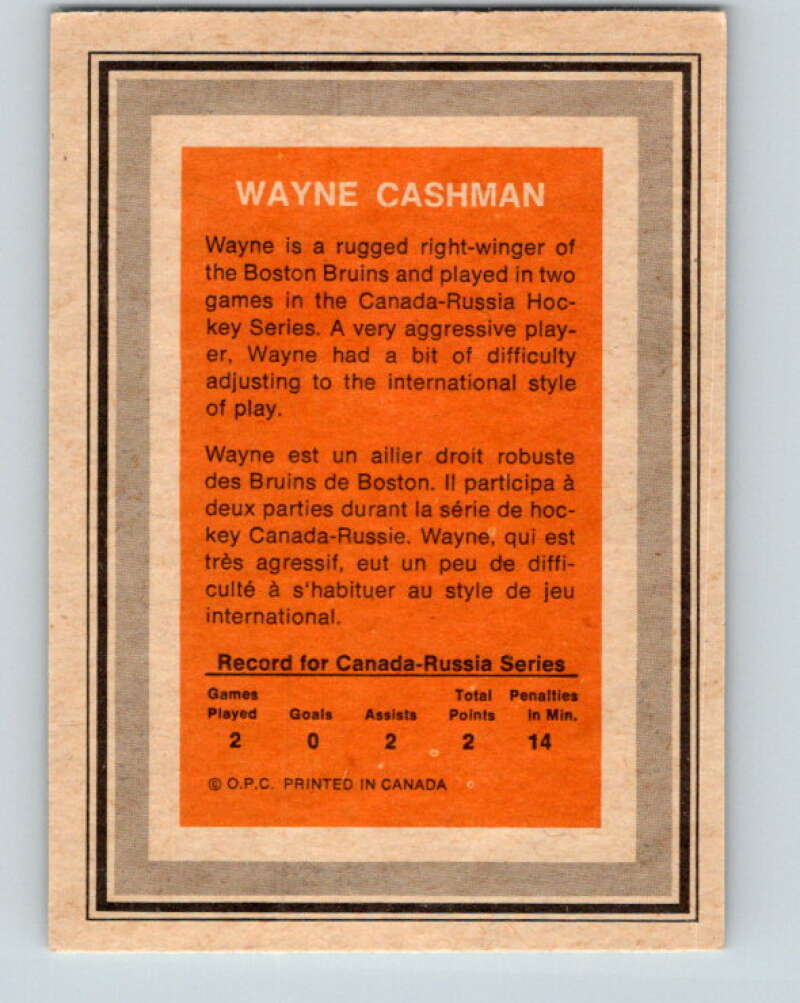 WAYNE CASHMAN
Wayne is a rugged right-winger of
the Boston Bruins and played in two
games in the Canada-Russia Hoc-
key Series. A very aggressive play-
er, Wayne had a bit of difficulty
adjusting to the international style
of play.
Wayne est un ailier droit robuste
des Bruins de Boston. Il participa à
deux parties durant la série de hoc-
key Canada-Russie. Wayne, qui est
très agressif, eut un peu de diffi-
culté à s'habituer au style de jeu
international.
Record for Canada-Russia Series
Games Total Penalties
Played Goals Assists Points in Min.
2 0 2 2 14
© O.P.C. PRINTED IN CANADA